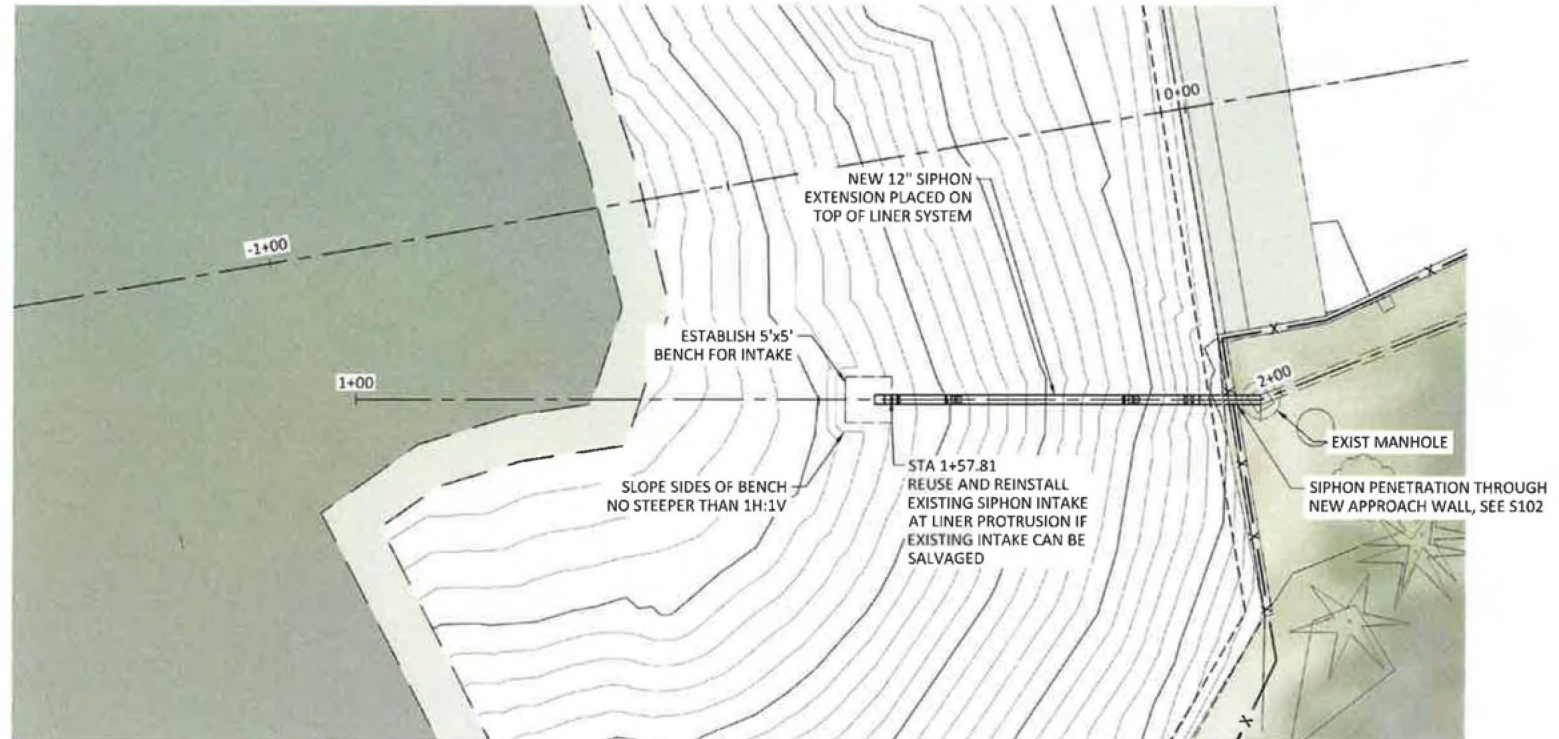 0+00
NEW 12" SIPHON
EXTENSION PLACED ON
TOP OF LINER SYSTEM
-1+00
ESTABLISH 5'x5'
BENCH FOR INTAKE
1+00
2+00
EXIST MANHOLE
SLOPE SIDES OF BENCH
NO STEEPER THAN 1H:1V
STA 1+57.81
REUSE AND REINSTALL
EXISTING SIPHON INTAKE
AT LINER PROTRUSION IF
EXISTING INTAKE CAN BE
SALVAGED
SIPHON PENETRATION THROUGH
NEW APPROACH WALL, SEE S102
X
X
X
X
X
X